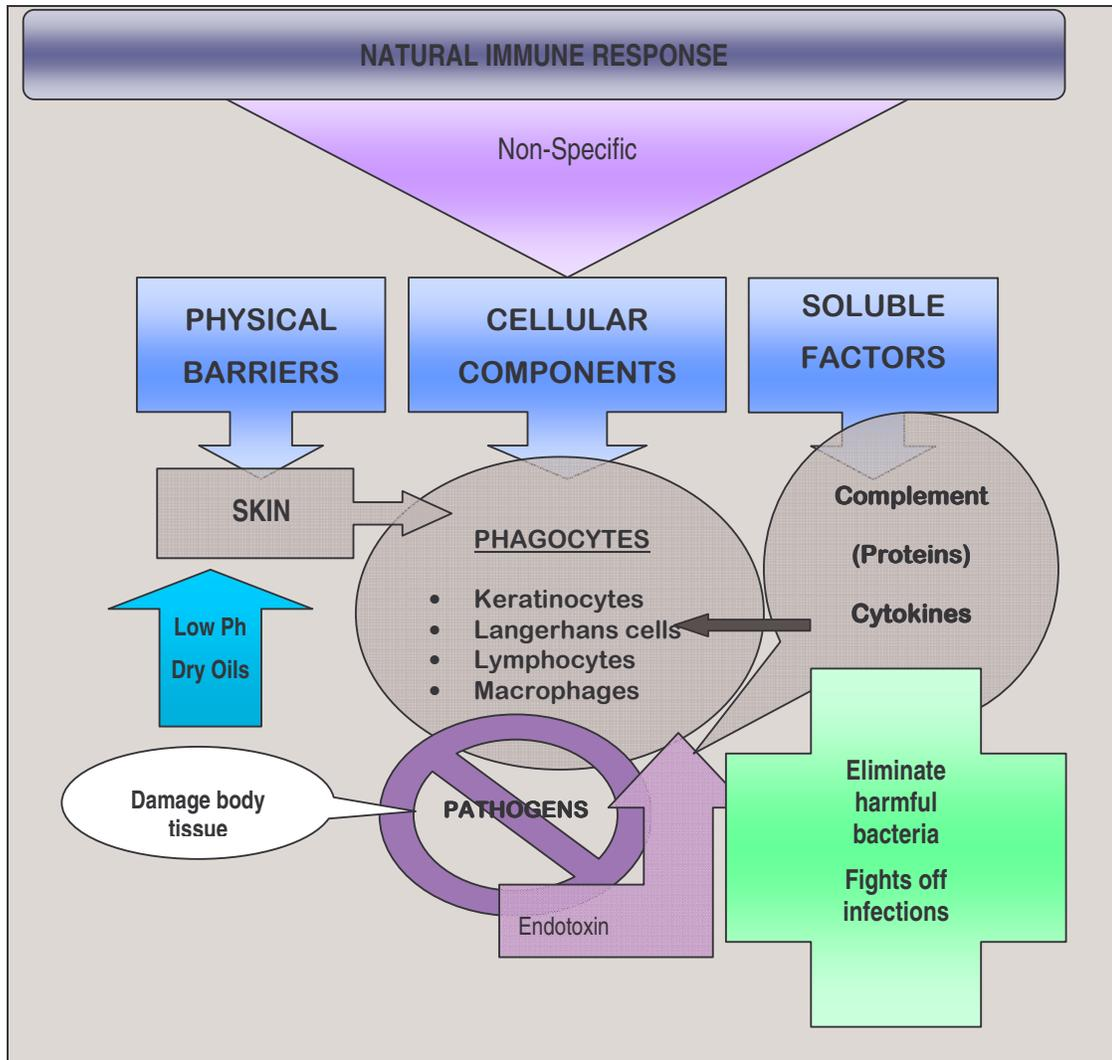 NATURAL IMMUNE RESPONSE
Non-Specific
PHYSICAL
BARRIERS
CELLULAR
COMPONENTS
SOLUBLE
FACTORS
SKIN
Low Ph
Dry Oils
PHAGOCYTES
• Keratinocytes
• Langerhans cells
• Lymphocytes
• Macrophages
Complement
(Proteins)
Cytokines
Damage body
tissue
PATHOGENS
Endotoxin
Eliminate
harmful
bacteria
Fights off
infections